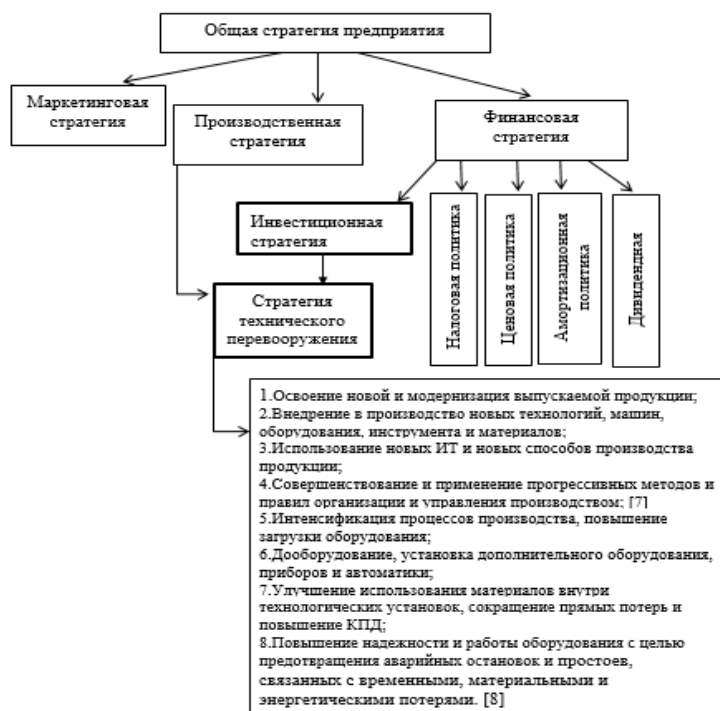 Общая стратегия предприятия
Маркетинговая
стратегия
Производственная
стратегия
Финансовая
стратегия
Инвестиционная
стратегия
Налоговая политика
Ценовая политика
Амортизационная
политика
Дивидендная
Стратегия
технического
перевооружения
1.Освоение новой и модернизация выпускаемой продукции;
2.Внедрение в производство новых технологий, машин,
оборудования, инструмента и материалов;
3.Использование новых ИТ и новых способов производства
продукции;
4.Совершенствование и применение прогрессивных методов и
правил организации и управления производством; [7]
5.Интенсификация процессов производства, повышение
загрузки оборудования;
6.Дооборудование, установка дополнительного оборудования,
приборов и автоматики;
7.Улучшение использования материалов внутри
технологических установок, сокращение прямых потерь и
повышение КПД;
8.Повышение надежности и работы оборудования с целью
предотвращения аварийных остановок и простоев,
связанных с временными, материальными и
энергетическими потерями. [8]